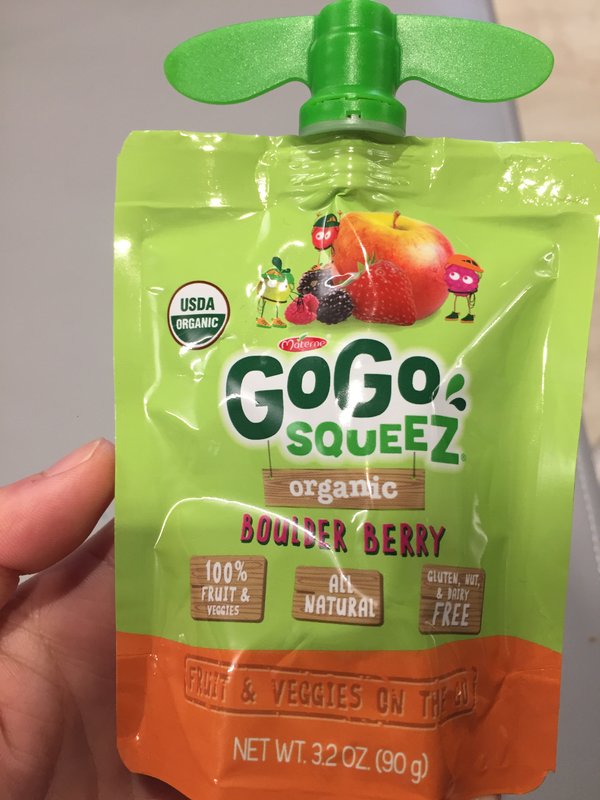 USDA
ORGANIC
Materne
GOGO
SQUEEZ
organic
BOULDER BERRY
100%
FRUIT &
VEGGIES
ALL
NATURAL
GLUTEN, NUT,
& DAIRY
FREE
FRUIT & VEGGIES ON THE GO
NET WT. 3.2 OZ. (90 g)